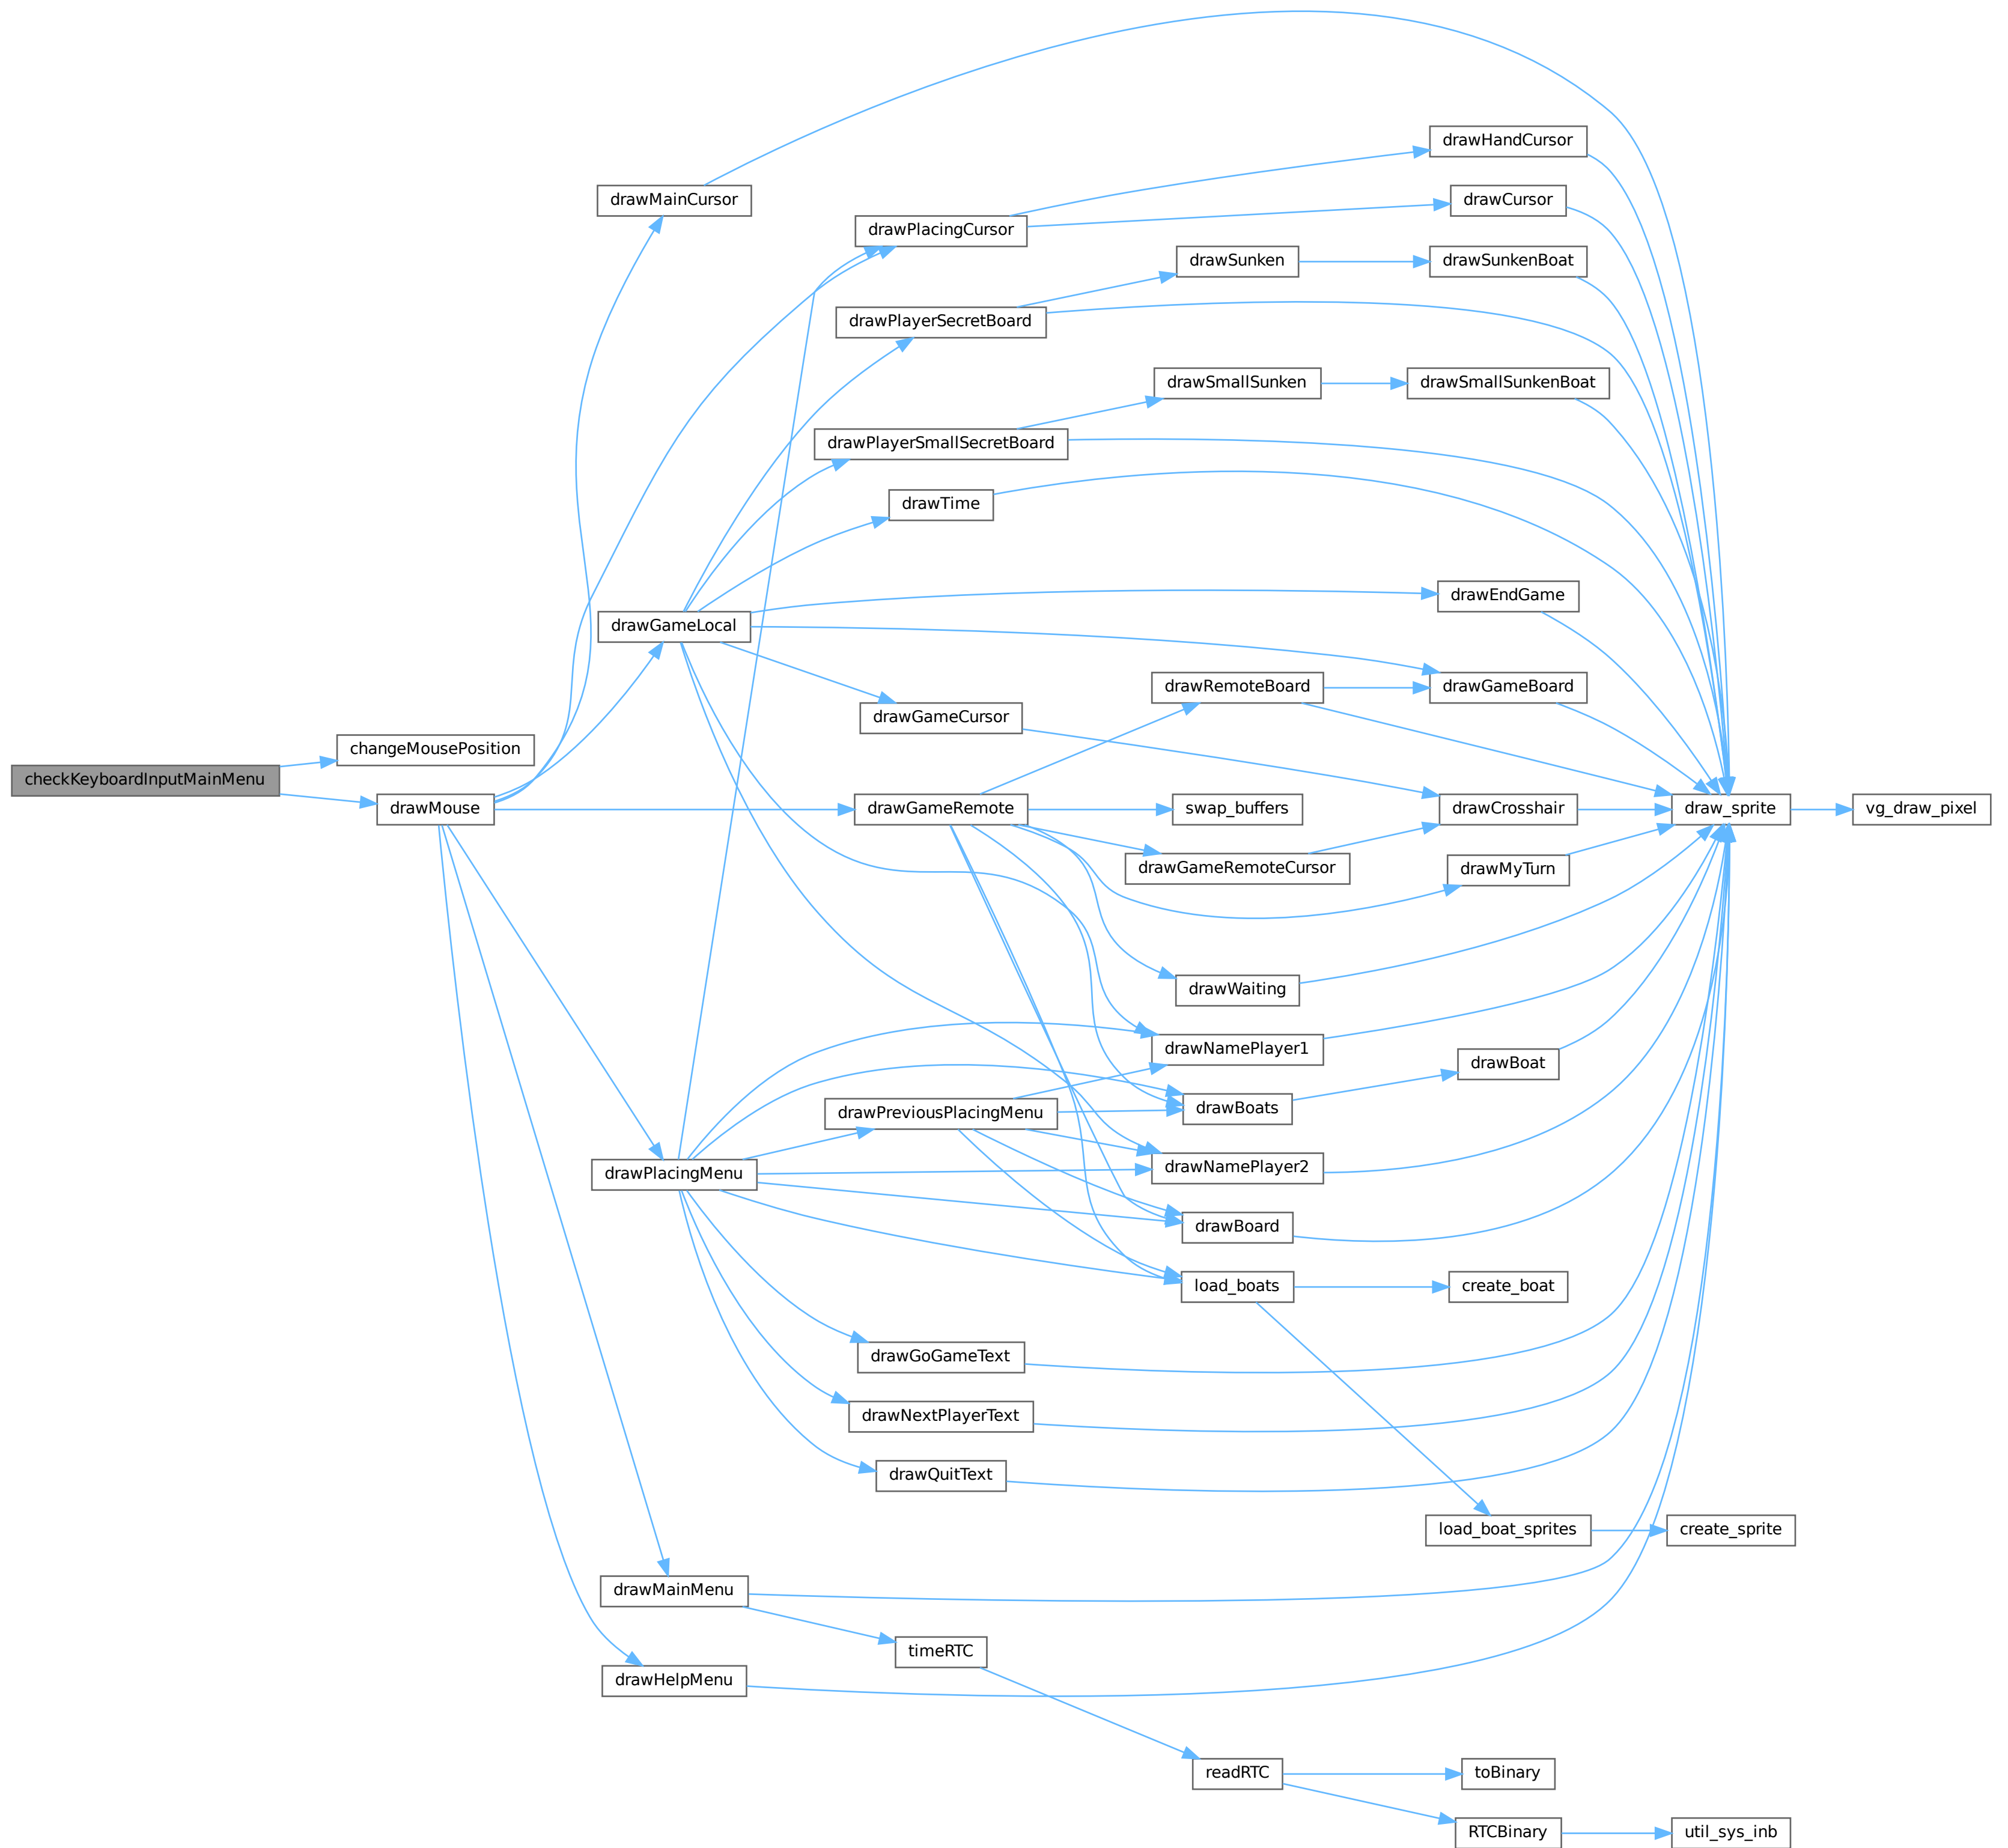 drawHandCursor
drawMainCursor
drawCursor
drawPlacingCursor
drawSunken
drawSunkenBoat
drawPlayerSecretBoard
drawSmallSunken
drawSmallSunkenBoat
drawPlayerSmallSecretBoard
drawTime
drawEndGame
drawGameLocal
drawRemoteBoard
drawGameBoard
drawGameCursor
changeMousePosition
checkKeyboardInputMainMenu
drawMouse
drawGameRemote
swap_buffers
drawCrosshair
draw_sprite
vg_draw_pixel
drawGameRemoteCursor
drawMyTurn
drawWaiting
drawNamePlayer1
drawBoat
drawPreviousPlacingMenu
drawBoats
drawPlacingMenu
drawNamePlayer2
drawBoard
load_boats
create_boat
drawGoGameText
drawNextPlayerText
drawQuitText
load_boat_sprites
create_sprite
drawMainMenu
timeRTC
drawHelpMenu
readRTC
toBinary
RTCBinary
util_sys_inb